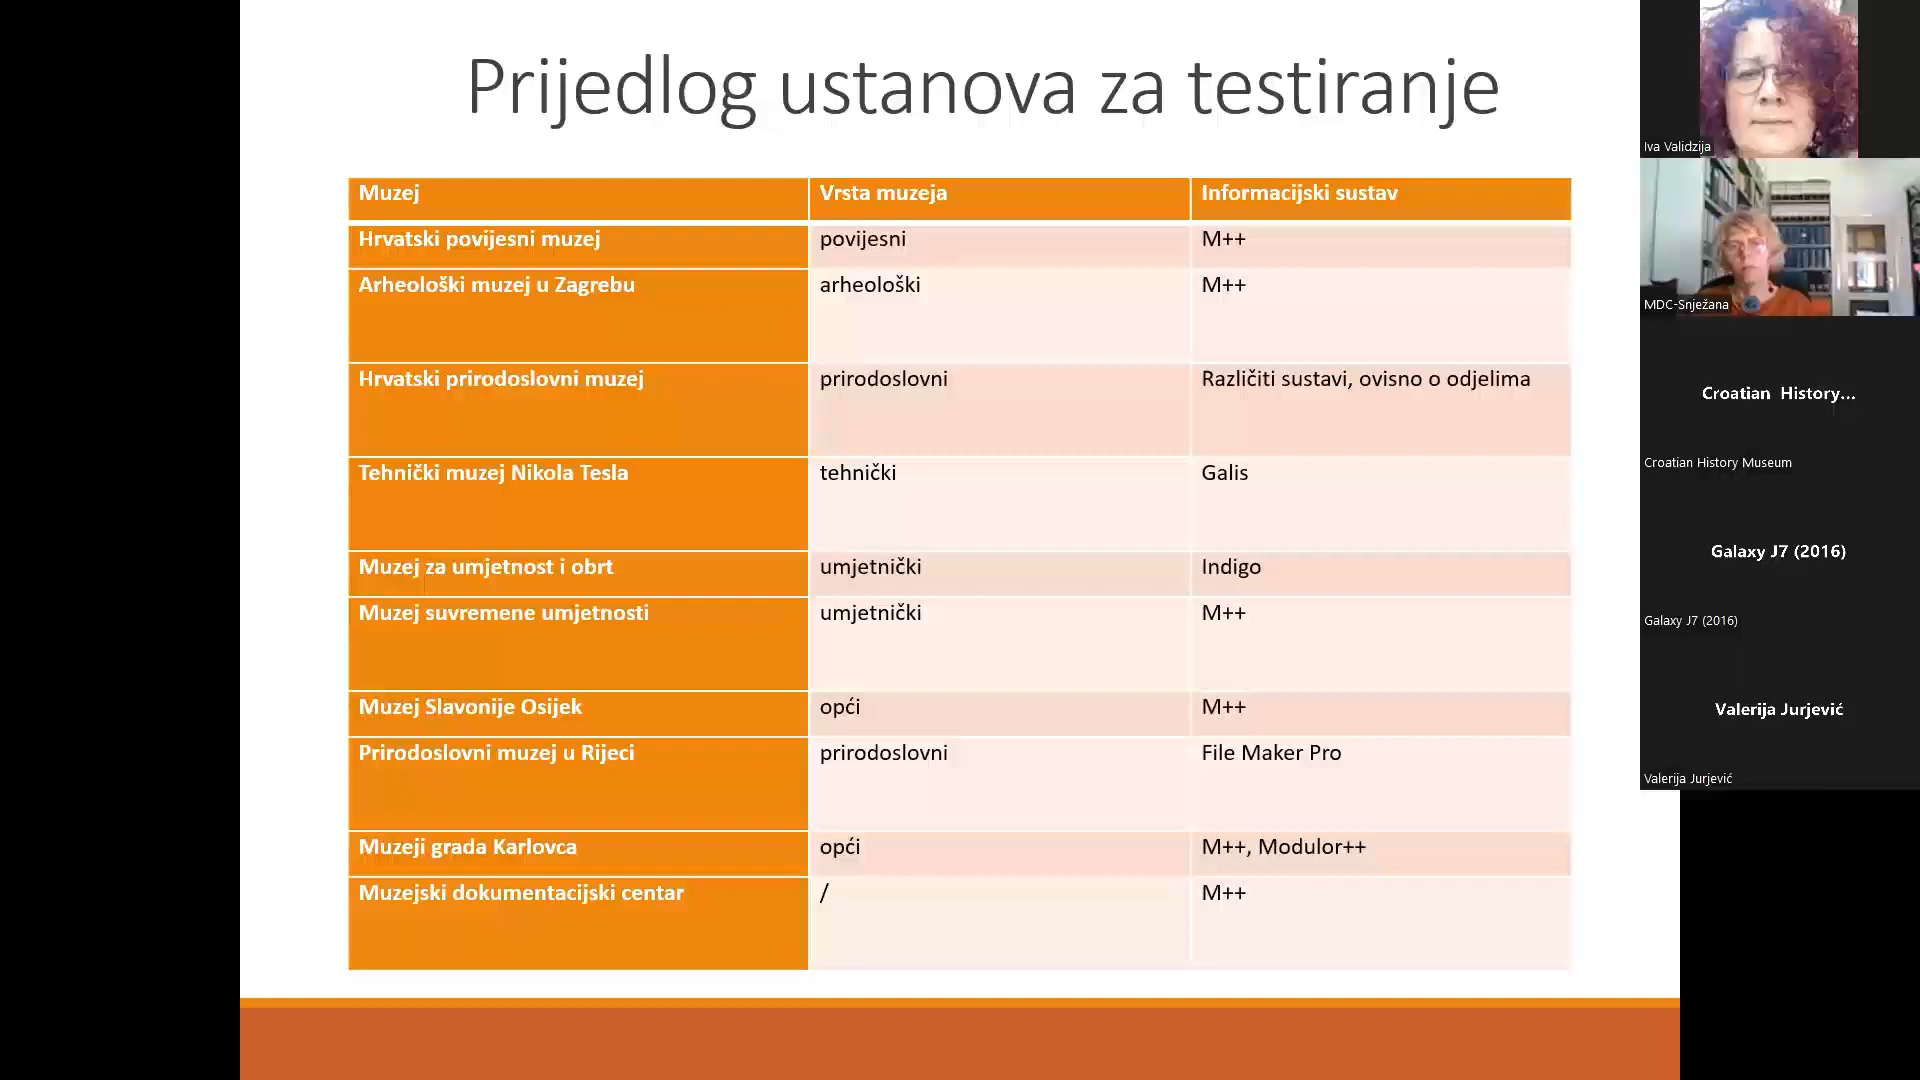 Prijedlog ustanova za testiranje
Muzej Vrsta muzeja Informacijski sustav
Hrvatski povijesni muzej povijesni M++
Arheološki muzej u Zagrebu arheološki M++
Hrvatski prirodoslovni muzej prirodoslovni Različiti sustavi, ovisno o odjelima
Tehnički muzej Nikola Tesla tehnički Galis
Muzej za umjetnost i obrt umjetnički Indigo
Muzej suvremene umjetnosti umjetnički M++
Muzej Slavonije Osijek opći M++
Prirodoslovni muzej u Rijeci prirodoslovni File Maker Pro
Muzeji grada Karlovca opći M++, Modulor++
Muzejski dokumentacijski centar / M++
Iva Validzija
MDC-Snježana
Croatian History...
Croatian History Museum
Galaxy J7 (2016)
Galaxy J7 (2016)
Valerija Jurjević
Valerija Jurjević